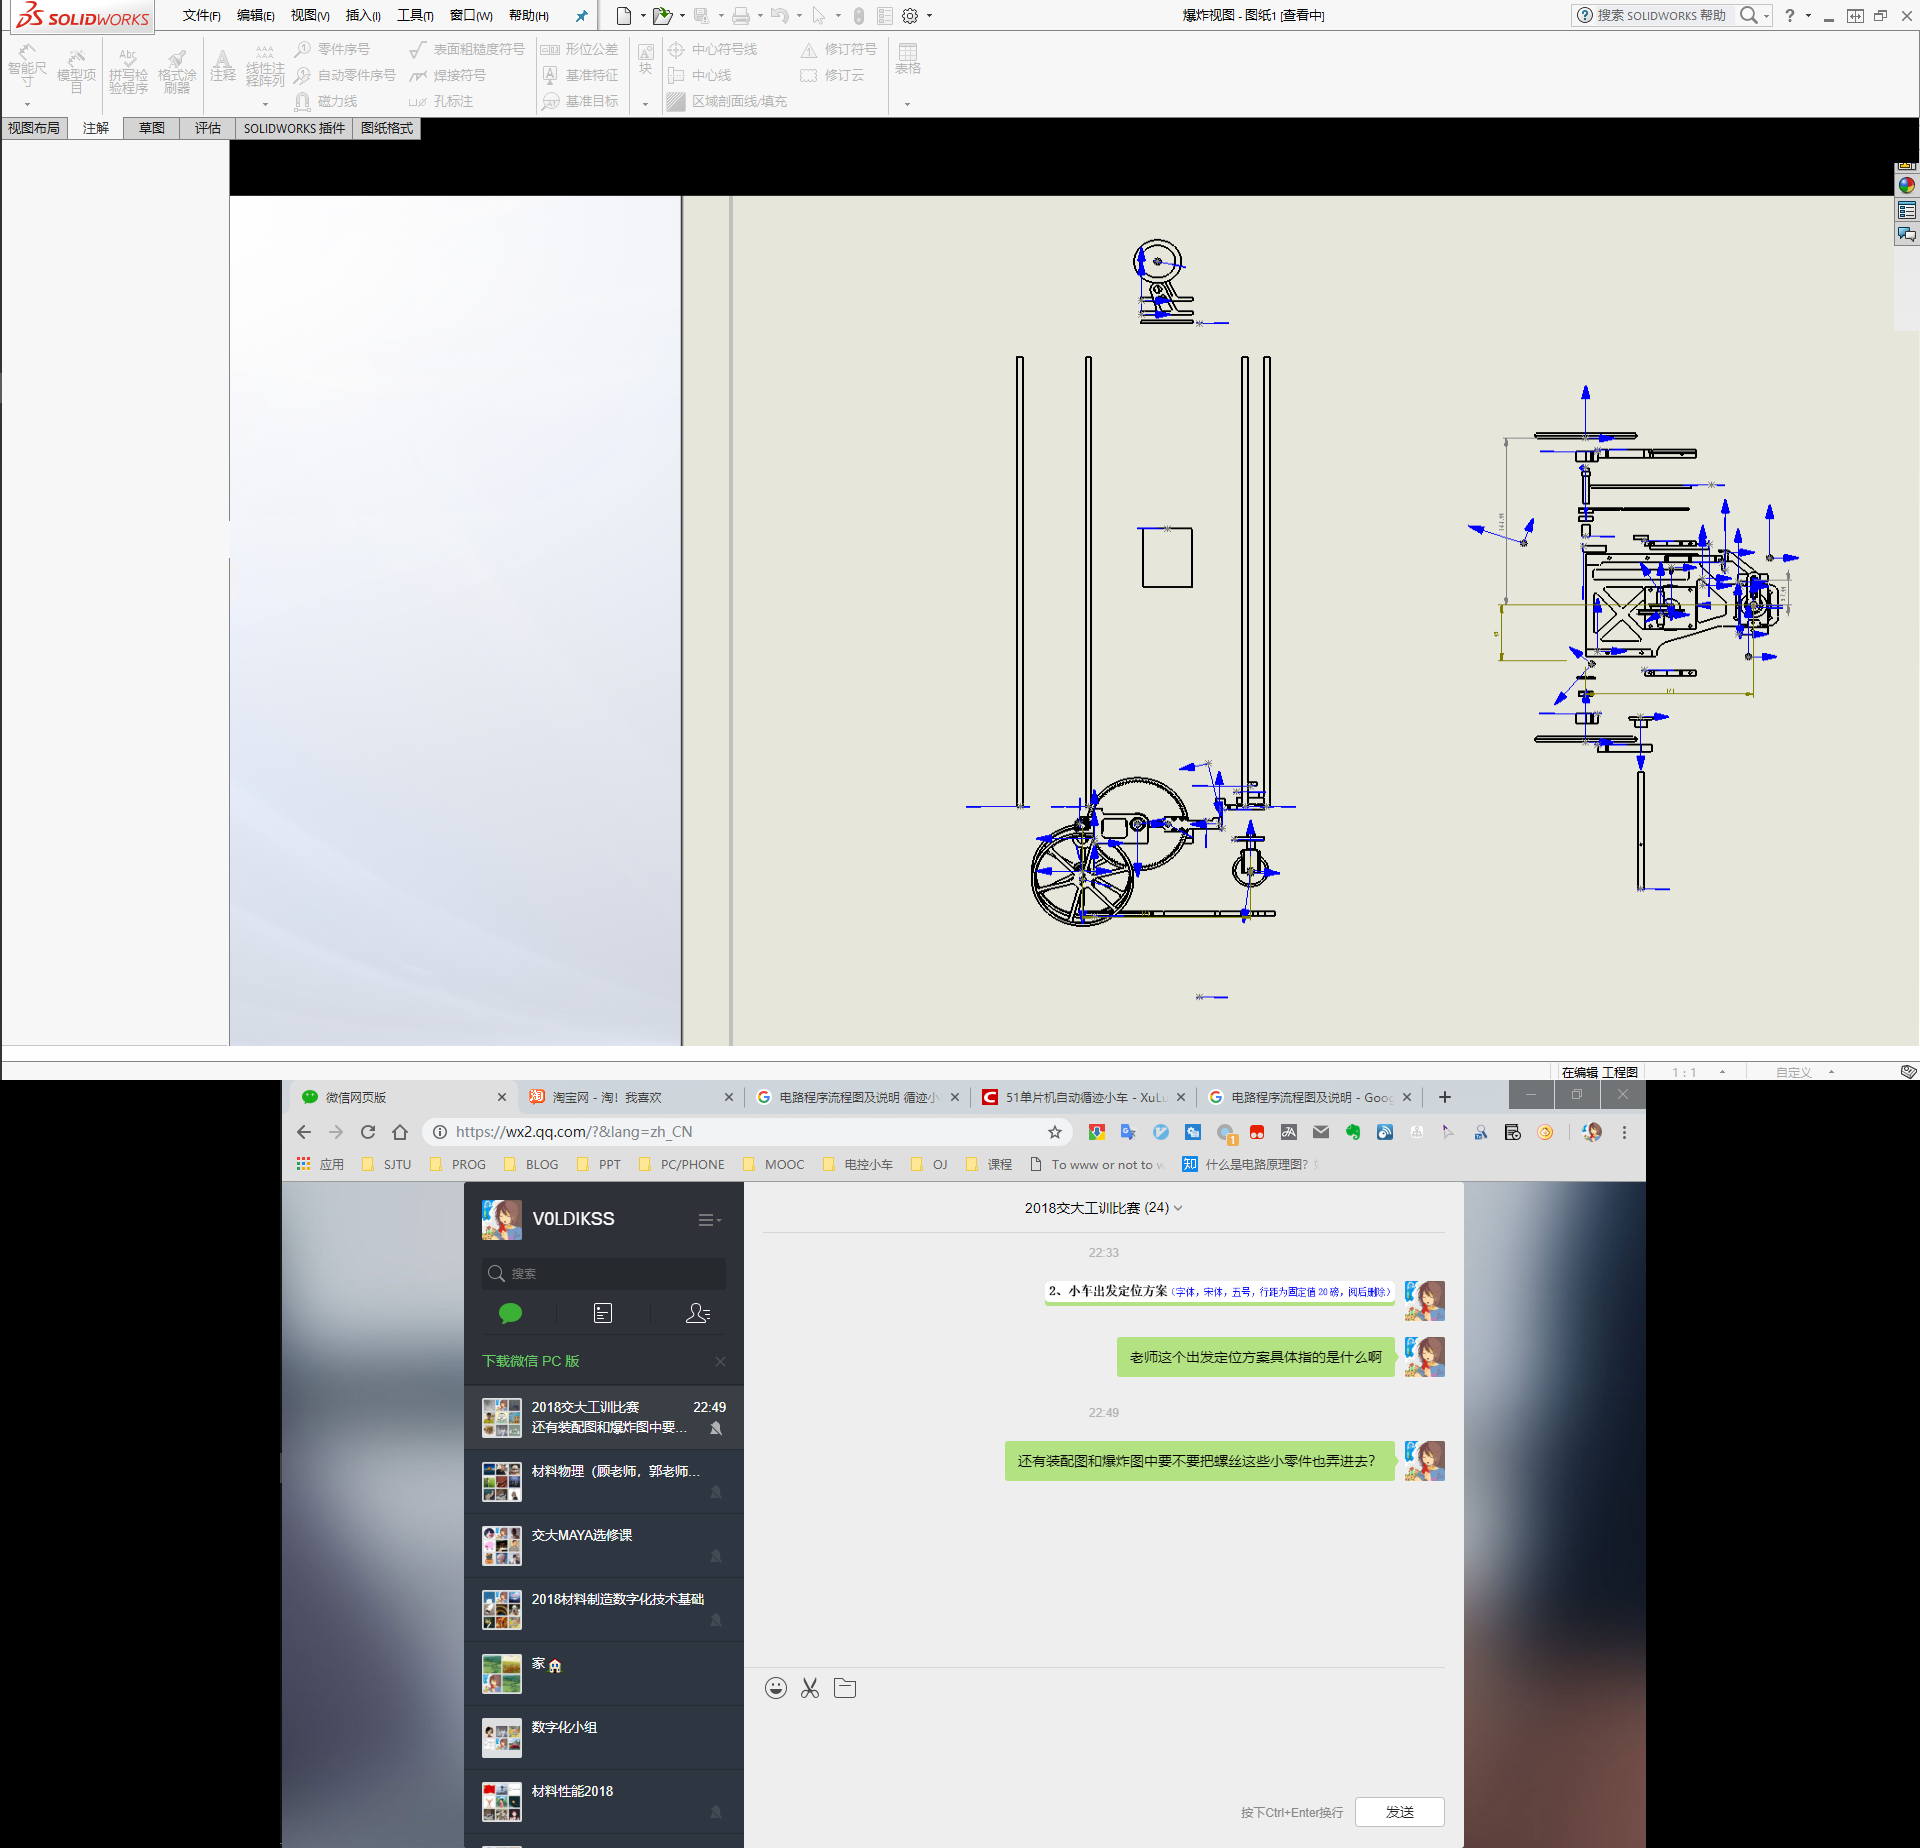 SOLIDWORKS
文件(F) 编辑(E) 视图(V) 插入(I) 工具(T) 窗口(W) 帮助(H)
爆炸视图 - 图纸1 [查看中]
搜索 SOLIDWORKS 帮助
智能尺寸
模型项目
拼写检验程序
格式涂刷器
注释
线性注释阵列
零件序号
自动零件序号
磁力线
表面粗糙度符号
焊接符号
孔标注
形位公差
基准特征
基准目标
块
中心符号线
中心线
区域剖面线/填充
修订符号
修订云
表格
视图布局 注解 草图 评估 SOLIDWORKS 插件 图纸格式
在编辑 工程图 1 : 1 自定义
微信网页版 淘宝网 - 淘！我喜欢 电路程序流程图及说明 循迹小 51单片机自动循迹小车 - XuLu 电路程序流程图及说明 - Goog
https://wx2.qq.com/?&lang=zh_CN
应用 SJTU PROG BLOG PPT PC/PHONE MOOC 电控小车 OJ 课程 To www or not to w 什么是电路原理图？
V0LDIKSS
搜索
下载微信 PC 版
2018交大工训比赛 22:49
还有装配图和爆炸图中要...
材料物理（顾老师，郭老师...
交大MAYA选修课
2018材料制造数字化技术基础
家
数字化小组
材料性能2018
2018交大工训比赛 (24)
22:33
2、小车出发定位方案（字体，宋体，五号，行距为固定值 20 磅，阅后删除）
老师这个出发定位方案具体指的是什么啊
22:49
还有装配图和爆炸图中要不要把螺丝这些小零件也弄进去？
按下Ctrl+Enter换行 发送